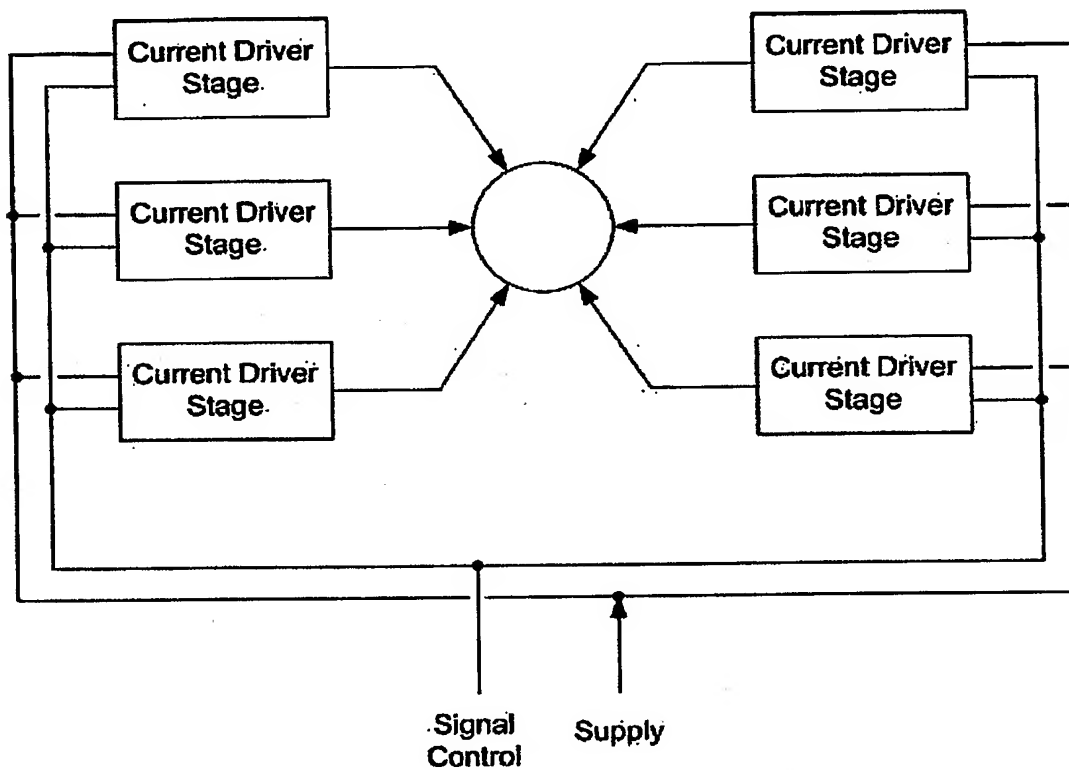 Current Driver
Stage
Current Driver
Stage
Current Driver
Stage
Current Driver
Stage
Current Driver
Stage
Current Driver
Stage
Signal
Control
Supply